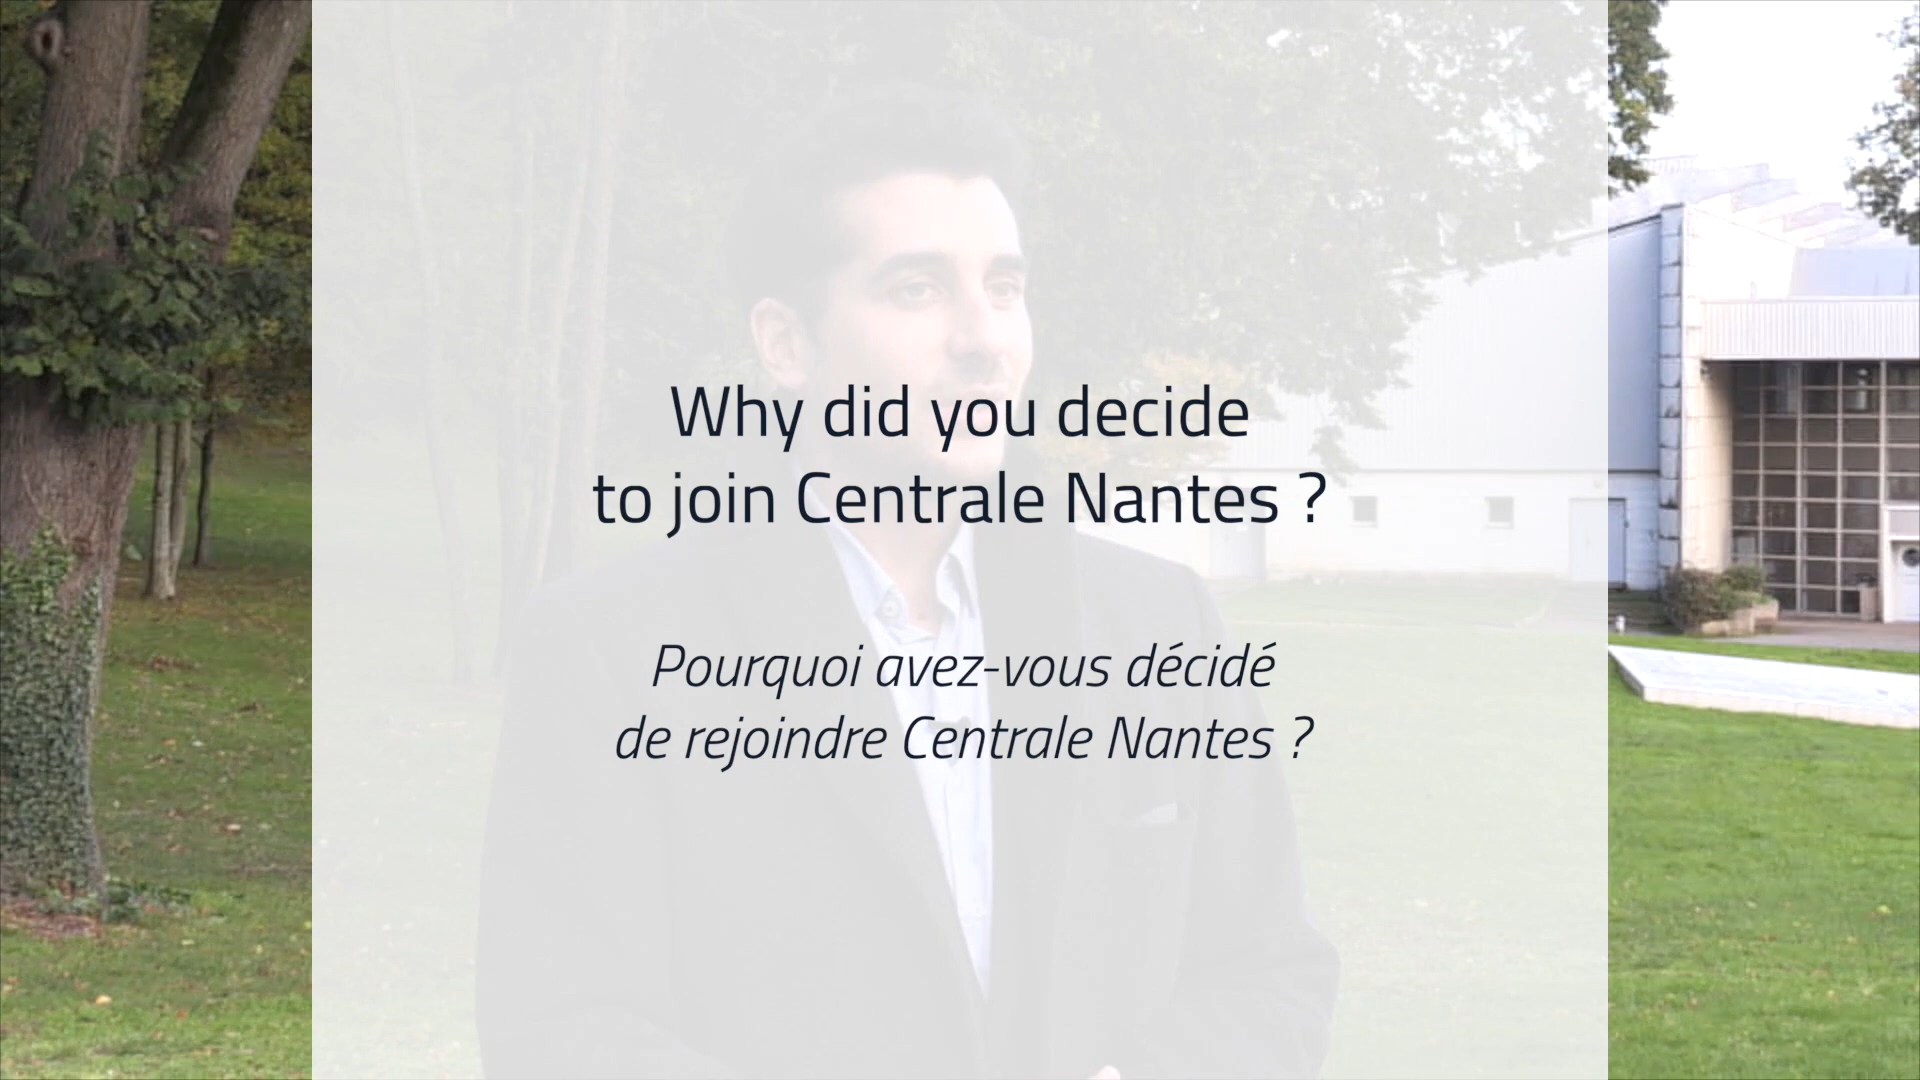 Why did you decide
to join Centrale Nantes ?
Pourquoi avez-vous décidé
de rejoindre Centrale Nantes ?